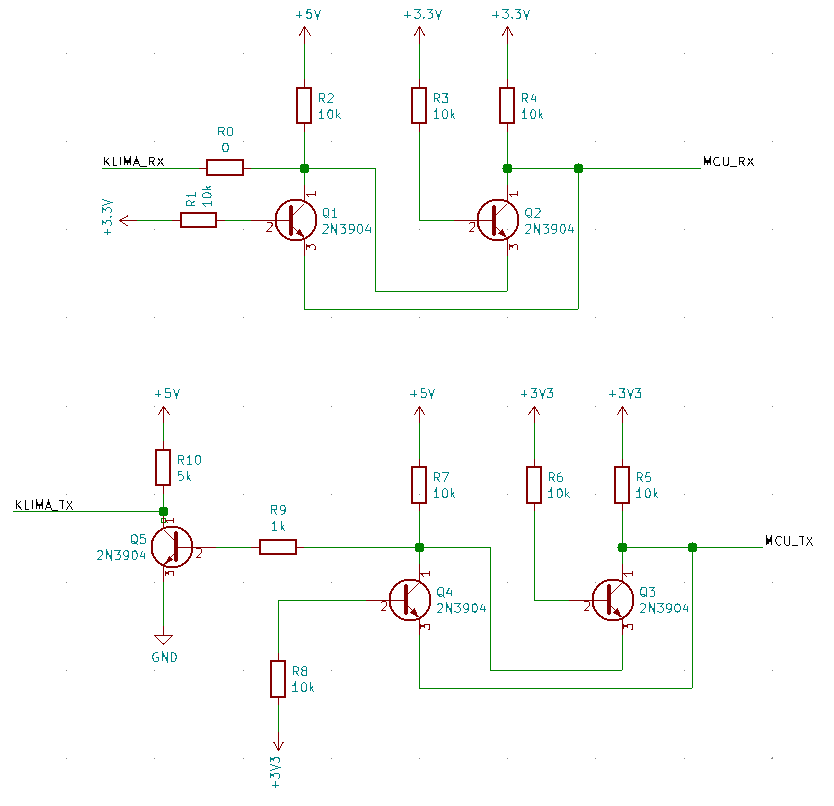 +5V
+3.3V
+3.3V
R2
10k
R3
10k
R4
10k
R0
0
KLIMA_RX
MCU_RX
R1
10k
+3.3V
1
2
3
Q1
2N3904
1
2
3
Q2
2N3904
+5V
+5V
+3V3
+3V3
R10
5k
R7
10k
R6
10k
R5
10k
KLIMA_TX
R9
1k
1
2
3
Q5
2N3904
MCU_TX
1
2
3
Q4
2N3904
1
2
3
Q3
2N3904
GND
R8
10k
+3V3